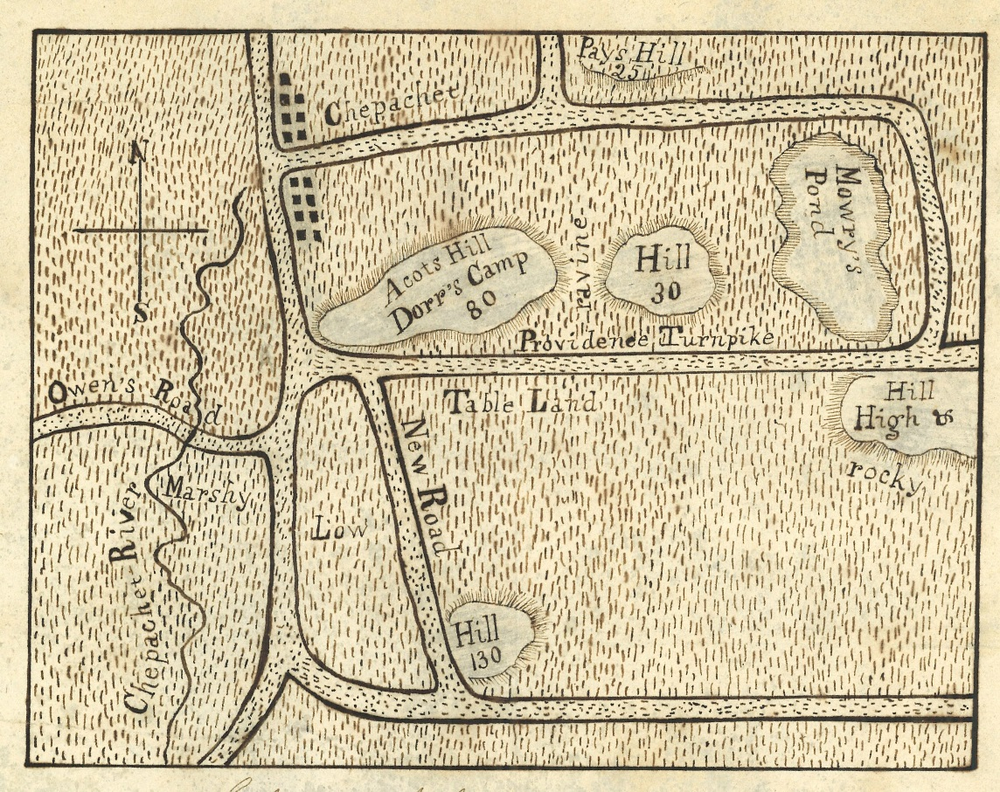 Pays Hill
25
Chepachet
N
S
Mowry's
Pond
Acots Hill
Dorr's Camp
80
ravine
Hill
30
Providence Turnpike
Owen's Road
Table Land
Hill
High &
rocky
New Road
Marshy
Low
Chepachet River
Hill
130